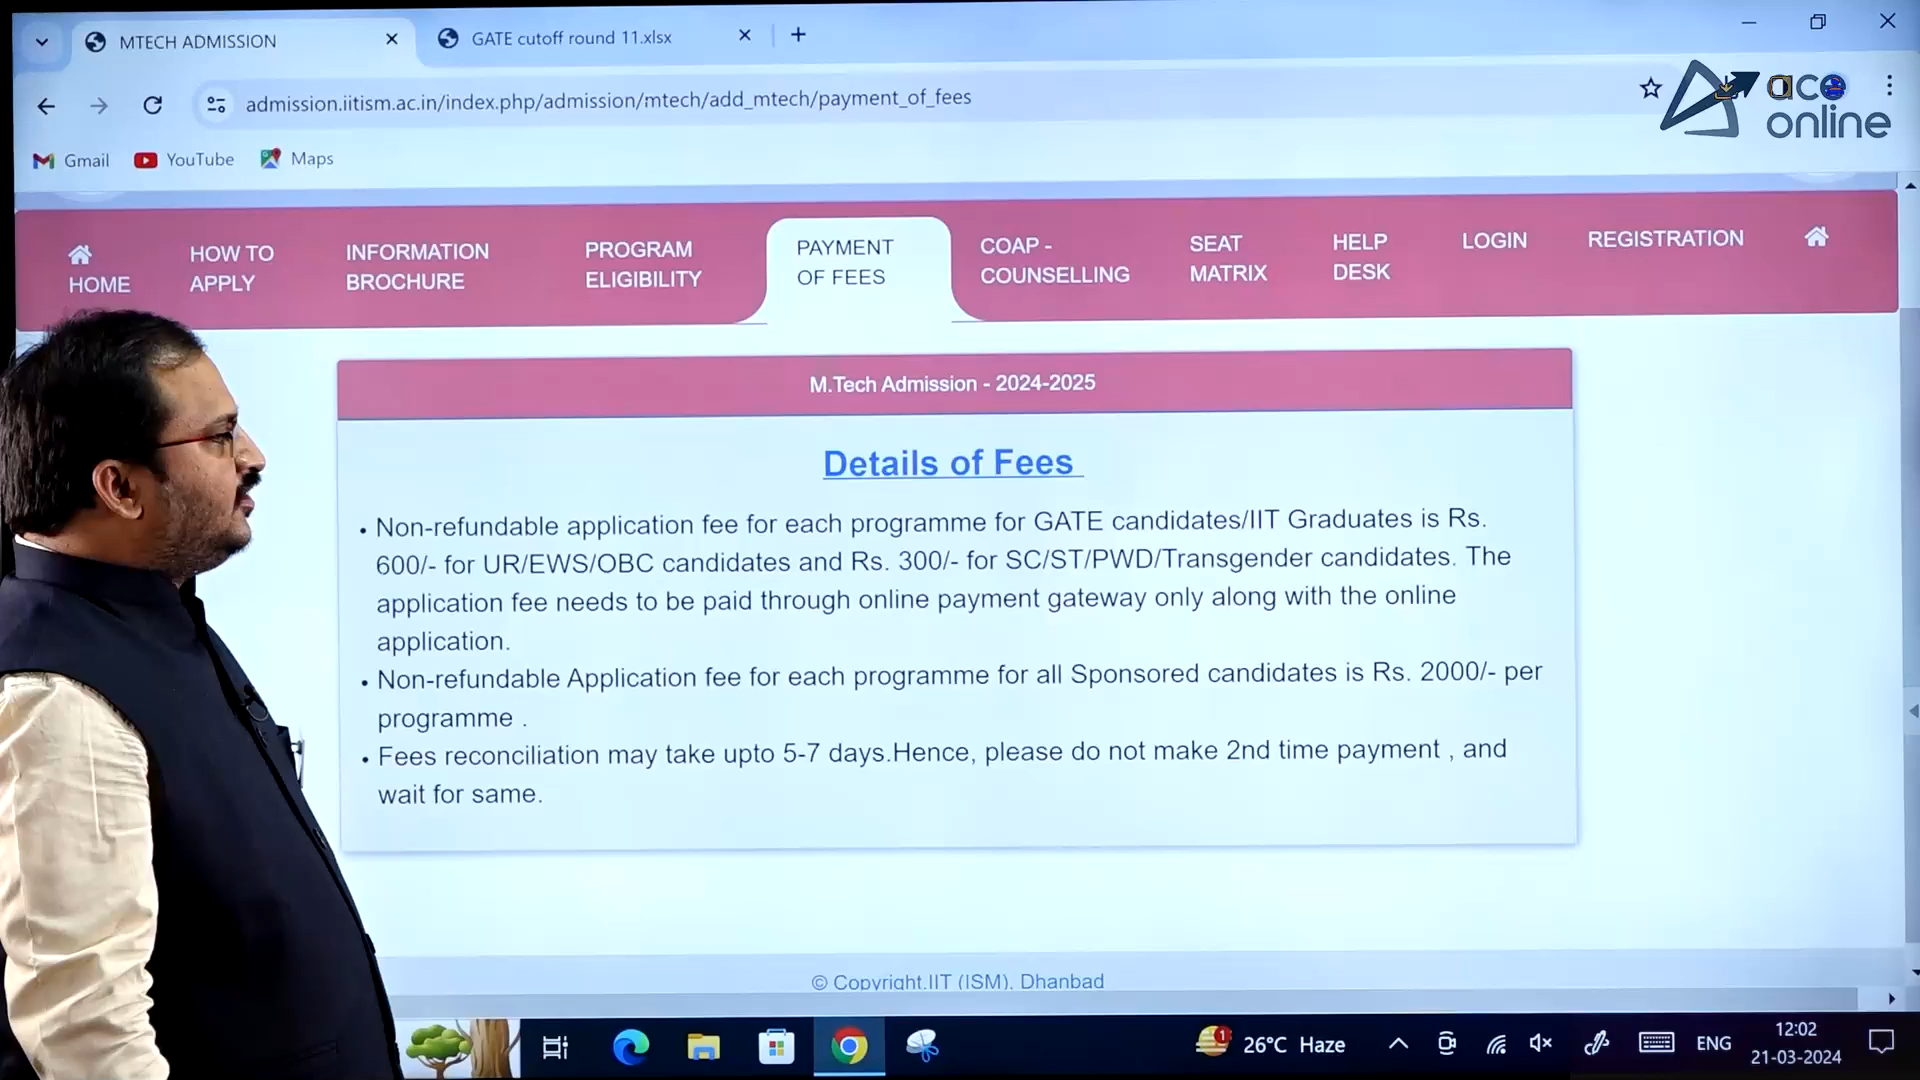 MTECH ADMISSION
GATE cutoff round 11.xlsx
admission.iitism.ac.in/index.php/admission/mtech/add_mtech/payment_of_fees
ace
online
Gmail
YouTube
Maps
HOME
HOW TO
APPLY
INFORMATION
BROCHURE
PROGRAM
ELIGIBILITY
PAYMENT
OF FEES
COAP -
COUNSELLING
SEAT
MATRIX
HELP
DESK
LOGIN
REGISTRATION
M.Tech Admission - 2024-2025
Details of Fees
• Non-refundable application fee for each programme for GATE candidates/IIT Graduates is Rs.
600/- for UR/EWS/OBC candidates and Rs. 300/- for SC/ST/PWD/Transgender candidates. The
application fee needs to be paid through online payment gateway only along with the online
application.
• Non-refundable Application fee for each programme for all Sponsored candidates is Rs. 2000/- per
programme .
• Fees reconciliation may take upto 5-7 days.Hence, please do not make 2nd time payment , and
wait for same.
© Copyright.IIT (ISM), Dhanbad
1
26°C Haze
ENG
12:02
21-03-2024